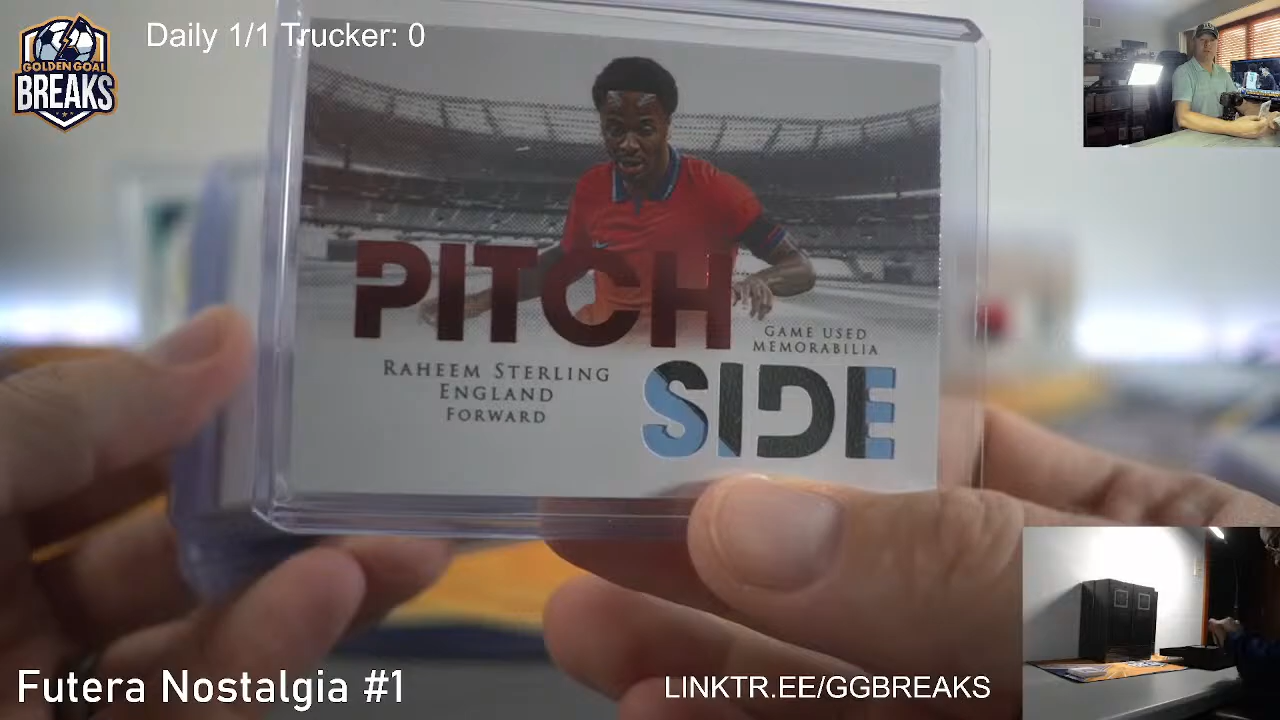 GOLDEN GOAL
BREAKS
Daily 1/1 Trucker: 0
PITCH
GAME USED
MEMORABILIA
RAHEEM STERLING
ENGLAND
FORWARD
SIDE
Futera Nostalgia #1
LINKTR.EE/GGBREAKS